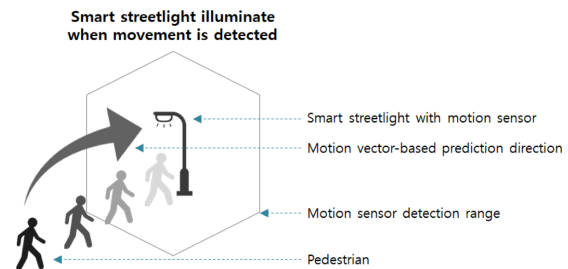 Smart streetlight illuminate
when movement is detected
Smart streetlight with motion sensor
Motion vector-based prediction direction
Motion sensor detection range
Pedestrian